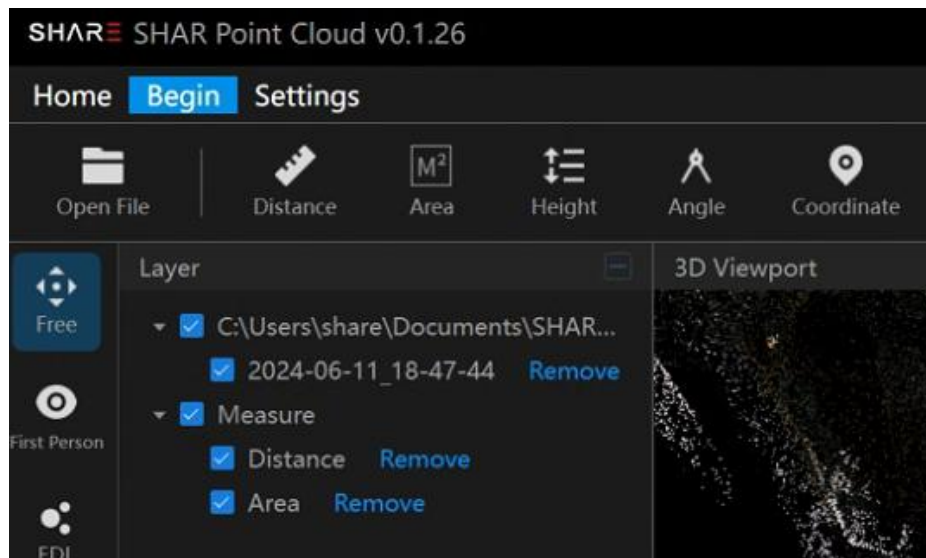 SHARE SHAR Point Cloud v0.1.26
Home Begin Settings
Open File Distance M² Area Height Angle Coordinate
Layer 3D Viewport
Free
C:\Users\share\Documents\SHAR...
2024-06-11_18-47-44 Remove
Measure
First Person
Distance Remove
Area Remove
EDL